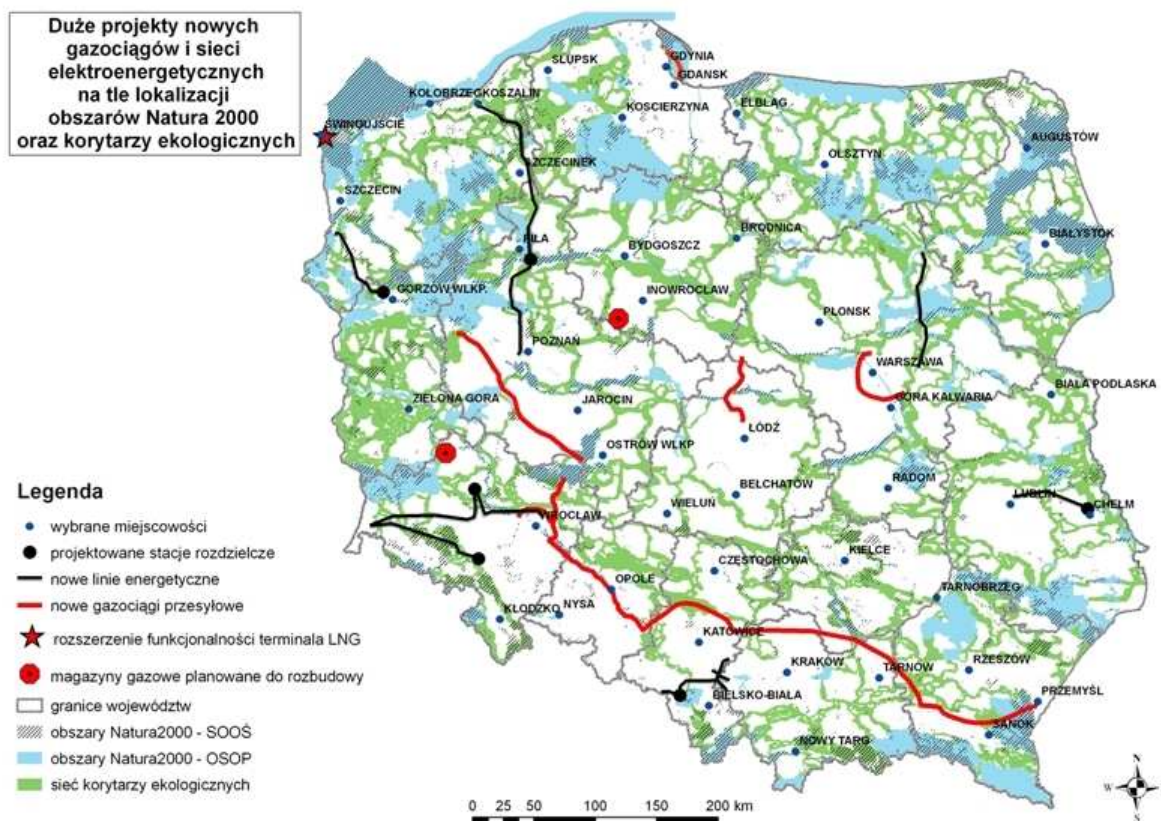 Duże projekty nowych
gazociągów i sieci
elektroenergetycznych
na tle lokalizacji
obszarów Natura 2000
oraz korytarzy ekologicznych
GDYNIA
SŁUPSK
GDAŃSK
KOŁOBRZEG
KOSZALIN
KOSCIERZYNA
ELBLĄG
ŚWINOUJŚCIE
AUGUSTÓW
SZCZECINEK
OLSZTYN
SZCZECIN
BRODNICA
BIAŁYSTOK
PIŁA
BYDGOSZCZ
GORZÓW WLKP.
INOWROCŁAW
PLONSK
POZNAŃ
WARSZAWA
BIAŁA PODLASKA
ZIELONA GORA
JAROCIN
GÓRA KALWARIA
ŁÓDŹ
OSTRÓW WLKP
RADOM
BEŁCHATÓW
LUBLIN
WIELUŃ
CHEŁM
WROCŁAW
KIELCE
CZĘSTOCHOWA
OPOLE
TARNOBRZEG
KŁODZKO
NYSA
KATOWICE
KRAKÓW
TARNÓW
RZESZÓW
BIELSKO-BIAŁA
PRZEMYŚL
SANOK
NOWY TARG
Legenda
wybrane miejscowości
projektowane stacje rozdzielcze
nowe linie energetyczne
nowe gazociągi przesyłowe
rozszerzenie funkcjonalności terminala LNG
magazyny gazowe planowane do rozbudowy
granice województw
obszary Natura2000 - SOOŚ
obszary Natura2000 - OSOP
sieć korytarzy ekologicznych
0 25 50 100 150 200 km
N
W E
S